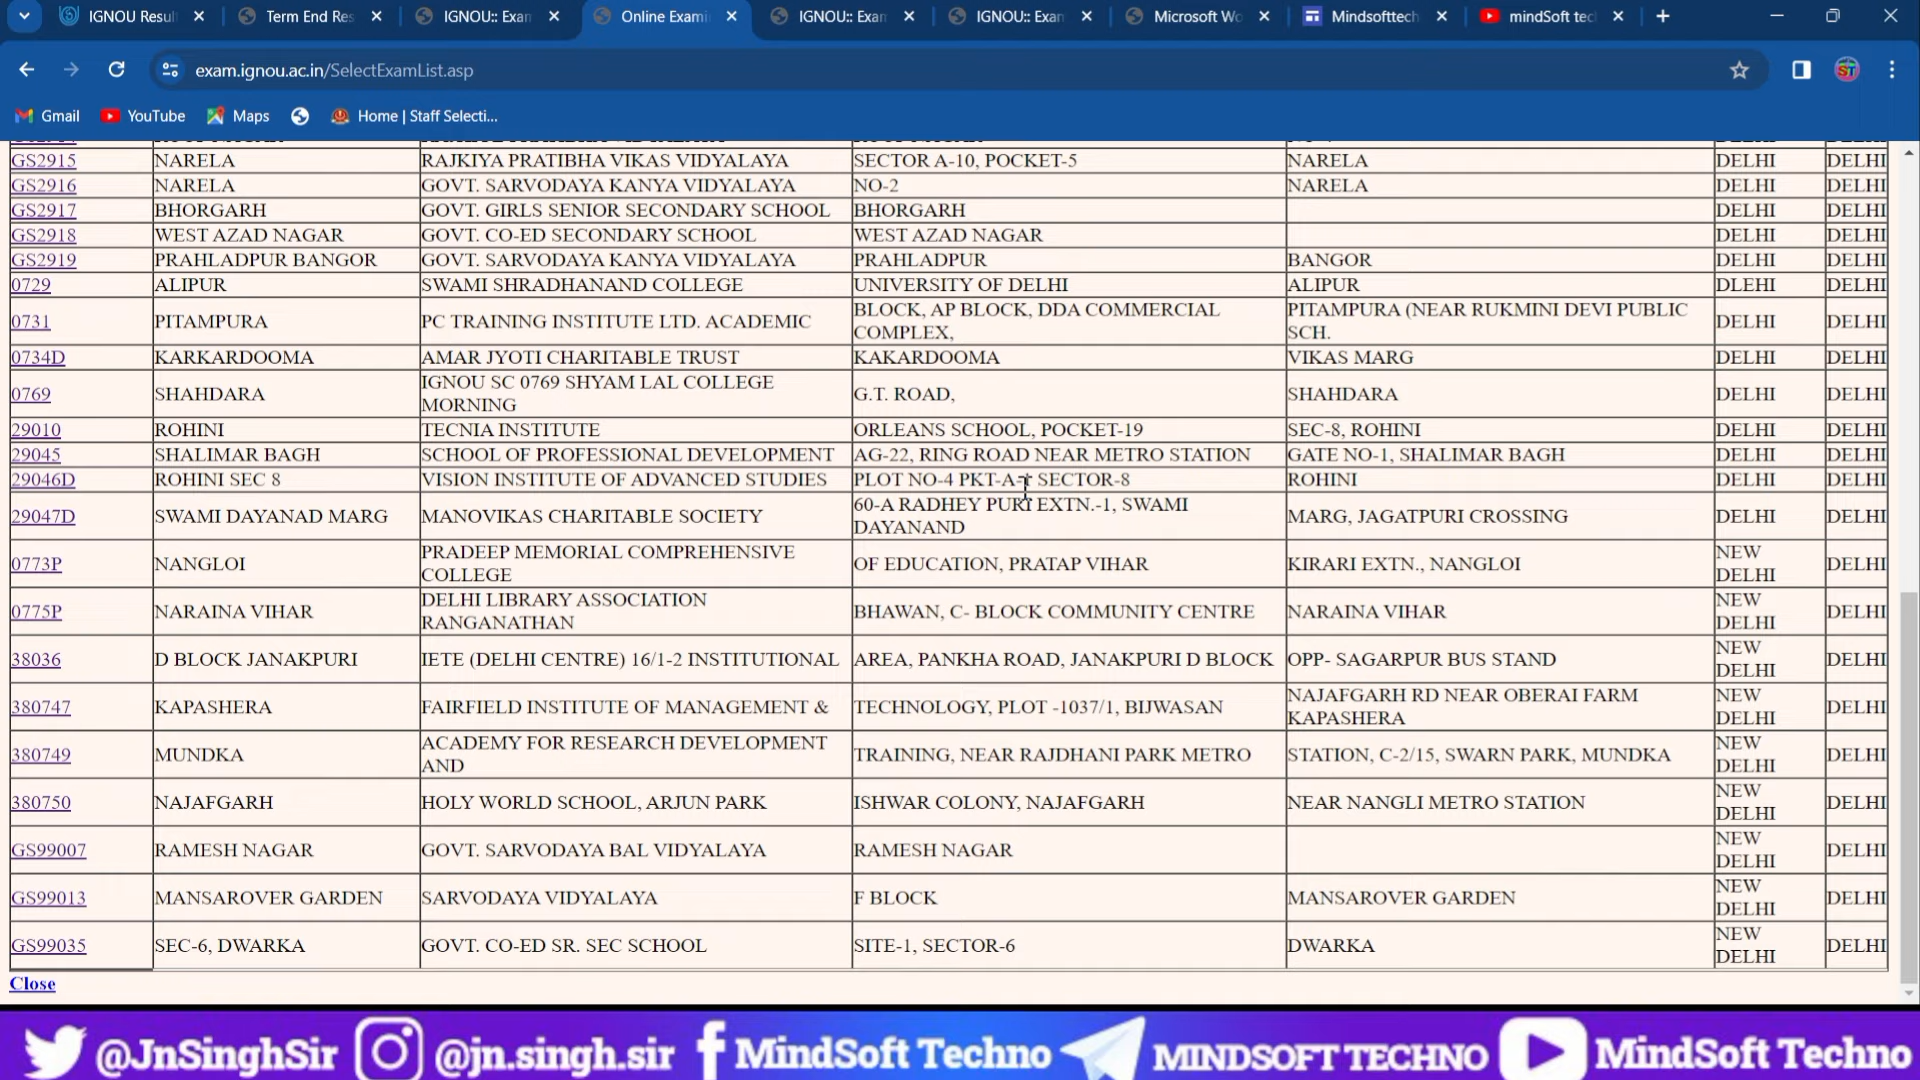 IGNOU Resul
Term End Res
IGNOU:: Exan
Online Exami
IGNOU:: Exan
IGNOU:: Exan
Microsoft Wo
Mindsofttech
mindSoft tec
exam.ignou.ac.in/SelectExamList.asp
Gmail YouTube Maps Home | Staff Selecti...
GS2915 NARELA RAJKIYA PRATIBHA VIKAS VIDYALAYA SECTOR A-10, POCKET-5 NARELA DELHI DELHI
GS2916 NARELA GOVT. SARVODAYA KANYA VIDYALAYA NO-2 NARELA DELHI DELHI
GS2917 BHORGARH GOVT. GIRLS SENIOR SECONDARY SCHOOL BHORGARH DELHI DELHI
GS2918 WEST AZAD NAGAR GOVT. CO-ED SECONDARY SCHOOL WEST AZAD NAGAR DELHI DELHI
GS2919 PRAHLADPUR BANGOR GOVT. SARVODAYA KANYA VIDYALAYA PRAHLADPUR BANGOR DELHI DELHI
0729 ALIPUR SWAMI SHRADHANAND COLLEGE UNIVERSITY OF DELHI ALIPUR DLEHI DELHI
0731 PITAMPURA PC TRAINING INSTITUTE LTD. ACADEMIC
BLOCK, AP BLOCK, DDA COMMERCIAL
COMPLEX,
PITAMPURA (NEAR RUKMINI DEVI PUBLIC
SCH.
DELHI DELHI
0734D KARKARDOOMA AMAR JYOTI CHARITABLE TRUST KAKARDOOMA VIKAS MARG DELHI DELHI
0769 SHAHDARA
IGNOU SC 0769 SHYAM LAL COLLEGE
MORNING
G.T. ROAD, SHAHDARA DELHI DELHI
29010 ROHINI TECNIA INSTITUTE ORLEANS SCHOOL, POCKET-19 SEC-8, ROHINI DELHI DELHI
29045 SHALIMAR BAGH SCHOOL OF PROFESSIONAL DEVELOPMENT AG-22, RING ROAD NEAR METRO STATION GATE NO-1, SHALIMAR BAGH DELHI DELHI
29046D ROHINI SEC 8 VISION INSTITUTE OF ADVANCED STUDIES PLOT NO-4 PKT-A- SECTOR-8 ROHINI DELHI DELHI
29047D SWAMI DAYANAD MARG MANOVIKAS CHARITABLE SOCIETY
60-A RADHEY PURI EXTN.-1, SWAMI
DAYANAND
MARG, JAGATPURI CROSSING DELHI DELHI
0773P NANGLOI
PRADEEP MEMORIAL COMPREHENSIVE
COLLEGE
OF EDUCATION, PRATAP VIHAR KIRARI EXTN., NANGLOI
NEW
DELHI
DELHI
0775P NARAINA VIHAR
DELHI LIBRARY ASSOCIATION
RANGANATHAN
BHAWAN, C- BLOCK COMMUNITY CENTRE NARAINA VIHAR
NEW
DELHI
DELHI
38036 D BLOCK JANAKPURI IETE (DELHI CENTRE) 16/1-2 INSTITUTIONAL AREA, PANKHA ROAD, JANAKPURI D BLOCK OPP- SAGARPUR BUS STAND
NEW
DELHI
DELHI
380747 KAPASHERA FAIRFIELD INSTITUTE OF MANAGEMENT & TECHNOLOGY, PLOT -1037/1, BIJWASAN
NAJAFGARH RD NEAR OBERAI FARM
KAPASHERA
NEW
DELHI
DELHI
380749 MUNDKA
ACADEMY FOR RESEARCH DEVELOPMENT
AND
TRAINING, NEAR RAJDHANI PARK METRO STATION, C-2/15, SWARN PARK, MUNDKA
NEW
DELHI
DELHI
380750 NAJAFGARH HOLY WORLD SCHOOL, ARJUN PARK ISHWAR COLONY, NAJAFGARH NEAR NANGLI METRO STATION
NEW
DELHI
DELHI
GS99007 RAMESH NAGAR GOVT. SARVODAYA BAL VIDYALAYA RAMESH NAGAR
NEW
DELHI
DELHI
GS99013 MANSAROVER GARDEN SARVODAYA VIDYALAYA F BLOCK MANSAROVER GARDEN
NEW
DELHI
DELHI
GS99035 SEC-6, DWARKA GOVT. CO-ED SR. SEC SCHOOL SITE-1, SECTOR-6 DWARKA
NEW
DELHI
DELHI
Close
@JnSinghSir @jn.singh.sir MindSoft Techno MINDSOFT TECHNO MindSoft Techno